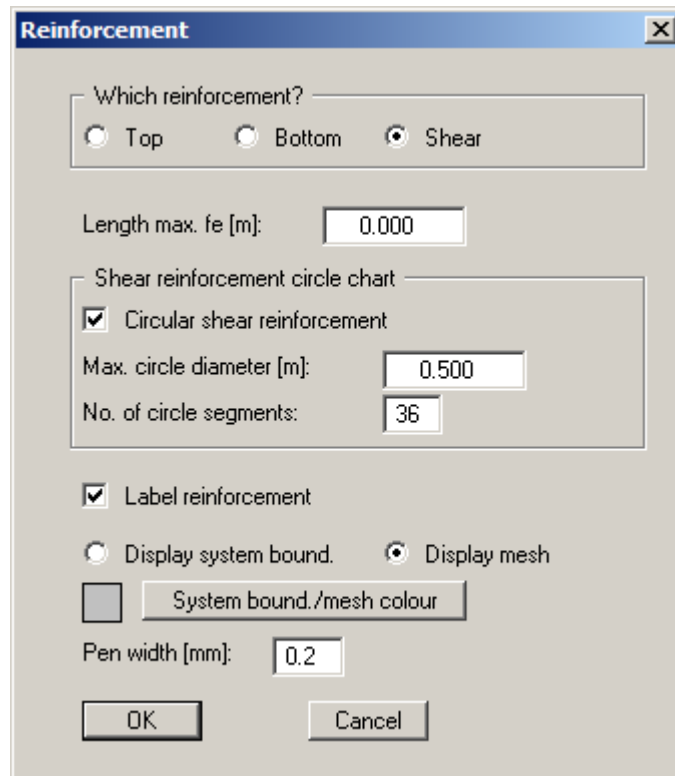 Reinforcement
Which reinforcement?
Top Bottom Shear
Length max. fe [m]: 0.000
Shear reinforcement circle chart
Circular shear reinforcement
Max. circle diameter [m]: 0.500
No. of circle segments: 36
Label reinforcement
Display system bound. Display mesh
System bound./mesh colour
Pen width [mm]: 0.2
OK Cancel